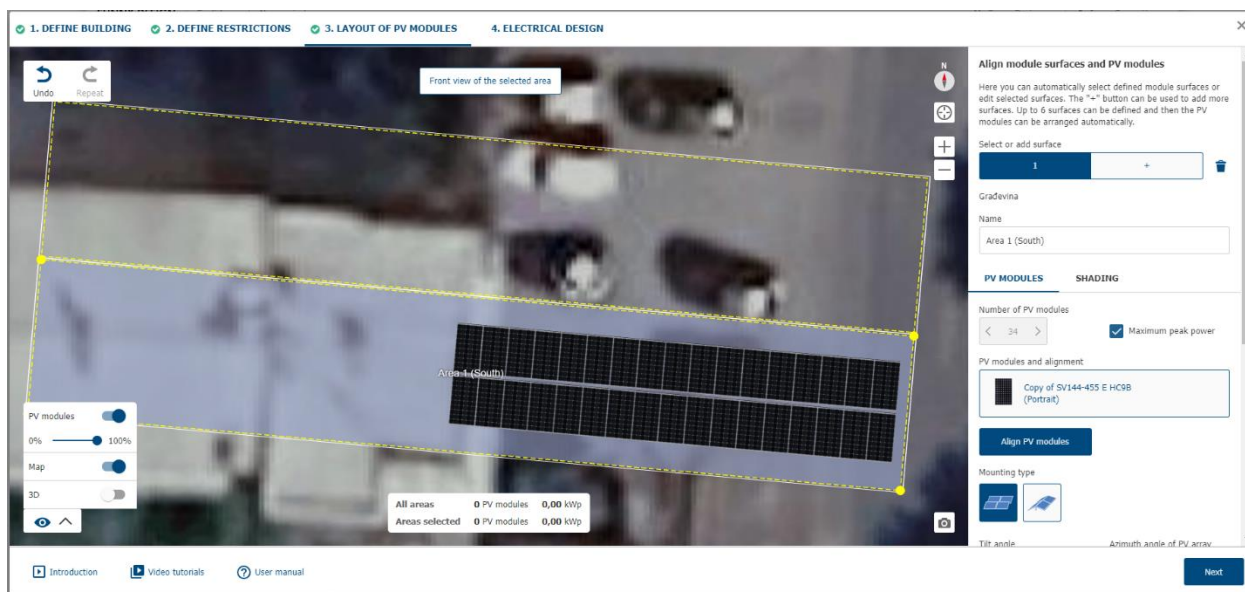 1. DEFINE BUILDING
2. DEFINE RESTRICTIONS
3. LAYOUT OF PV MODULES
4. ELECTRICAL DESIGN
Undo
Repeat
Front view of the selected area
N
Area 1 (South)
PV modules
0% 100%
Map
3D
All areas 0 PV modules 0,00 kWp
Areas selected 0 PV modules 0,00 kWp
Align module surfaces and PV modules
Here you can automatically select defined module surfaces or
edit selected surfaces. The "+" button can be used to add more
surfaces. Up to 6 surfaces can be defined and then the PV
modules can be arranged automatically.
Select or add surface
1 +
Građevina
Name
Area 1 (South)
PV MODULES SHADING
Number of PV modules
< 34 > Maximum peak power
PV modules and alignment
Copy of SV144-455 E HC9B
(Portrait)
Align PV modules
Mounting type
Tilt angle Azimuth angle of PV array
Introduction
Video tutorials
User manual
Next